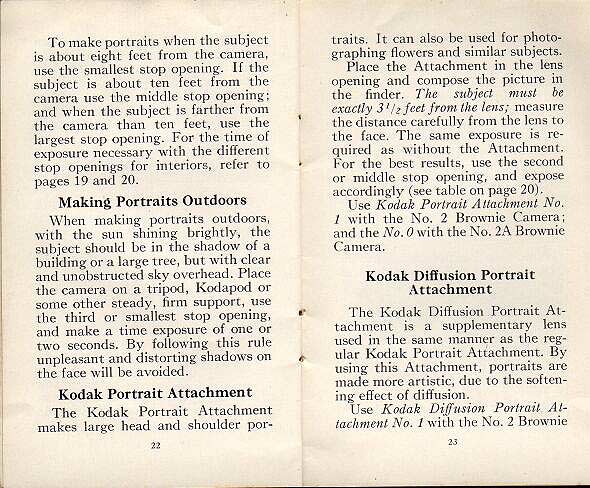 To make portraits when the subject
is about eight feet from the camera,
use the smallest stop opening. If the
subject is about ten feet from the
camera use the middle stop opening;
and when the subject is farther from
the camera than ten feet, use the
largest stop opening. For the time of
exposure necessary with the different
stop openings for interiors, refer to
pages 19 and 20.
Making Portraits Outdoors
When making portraits outdoors,
with the sun shining brightly, the
subject should be in the shadow of a
building or a large tree, but with clear
and unobstructed sky overhead. Place
the camera on a tripod, Kodapod or
some other steady, firm support, use
the third or smallest stop opening,
and make a time exposure of one or
two seconds. By following this rule
unpleasant and distorting shadows on
the face will be avoided.
Kodak Portrait Attachment
The Kodak Portrait Attachment
makes large head and shoulder por-
22
traits. It can also be used for photo-
graphing flowers and similar subjects.
Place the Attachment in the lens
opening and compose the picture in
the finder. The subject must be
exactly 3½ feet from the lens; measure
the distance carefully from the lens to
the face. The same exposure is re-
quired as without the Attachment.
For the best results, use the second
or middle stop opening, and expose
accordingly (see table on page 20).
Use Kodak Portrait Attachment No.
1 with the No. 2 Brownie Camera;
and the No. 0 with the No. 2A Brownie
Camera.
Kodak Diffusion Portrait
Attachment
The Kodak Diffusion Portrait At-
tachment is a supplementary lens
used in the same manner as the reg-
ular Kodak Portrait Attachment. By
using this Attachment, portraits are
made more artistic, due to the soften-
ing effect of diffusion.
Use Kodak Diffusion Portrait At-
tachment No. 1 with the No. 2 Brownie
23